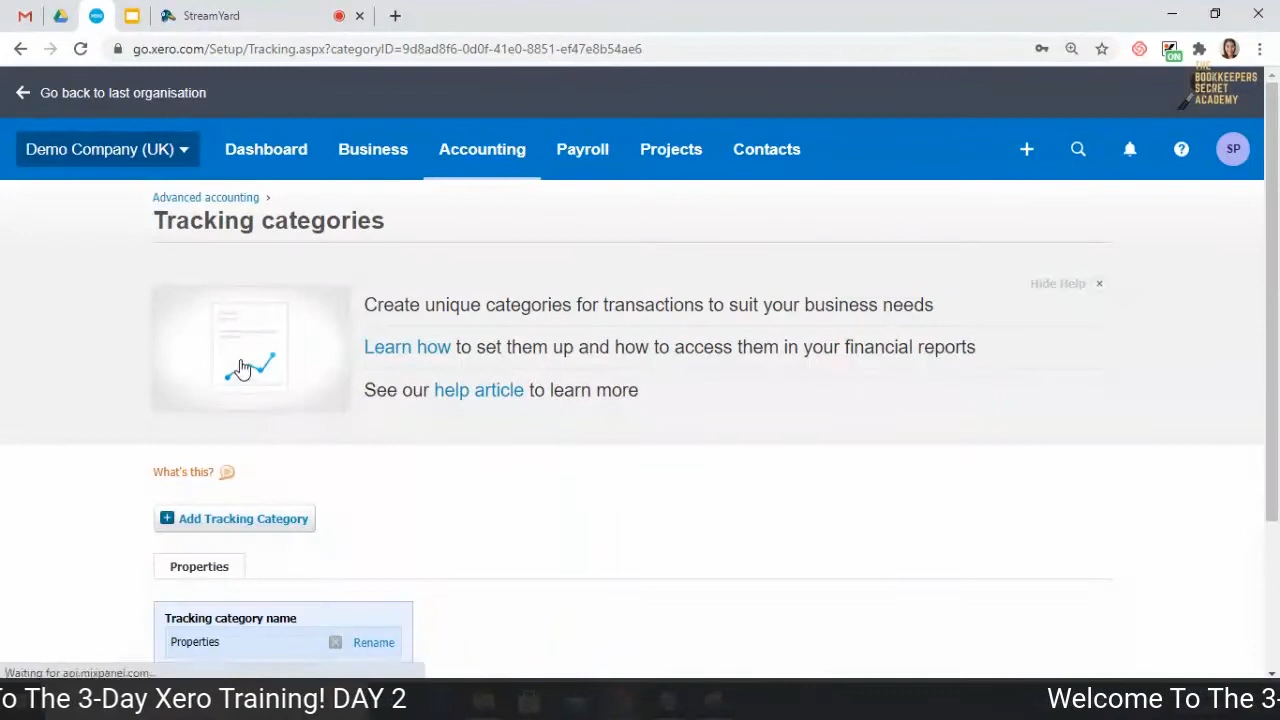 StreamYard
go.xero.com/Setup/Tracking.aspx?categoryID=9d8ad8f6-0d0f-41e0-8851-ef47e8b54ae6
ON
Go back to last organisation
THE
BOOKKEEPERS
SECRET
ACADEMY
Demo Company (UK)
Dashboard
Business
Accounting
Payroll
Projects
Contacts
SP
Advanced accounting ›
Tracking categories
Hide Help
Create unique categories for transactions to suit your business needs
Learn how to set them up and how to access them in your financial reports
See our help article to learn more
What's this?
Add Tracking Category
Properties
Tracking category name
Properties
Rename
Waiting for api.mixpanel.com...
To The 3-Day Xero Training! DAY 2
Welcome To The 3-